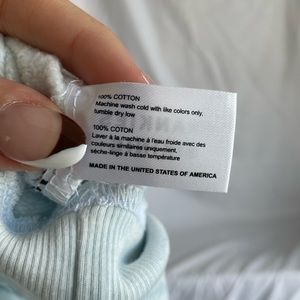 100% COTTON
Machine wash cold with like colors only,
tumble dry low
100% COTON
Laver à la machine à l'eau froide avec des
couleurs similaires uniquement,
sèche-linge à basse température
MADE IN THE UNITED STATES OF AMERICA